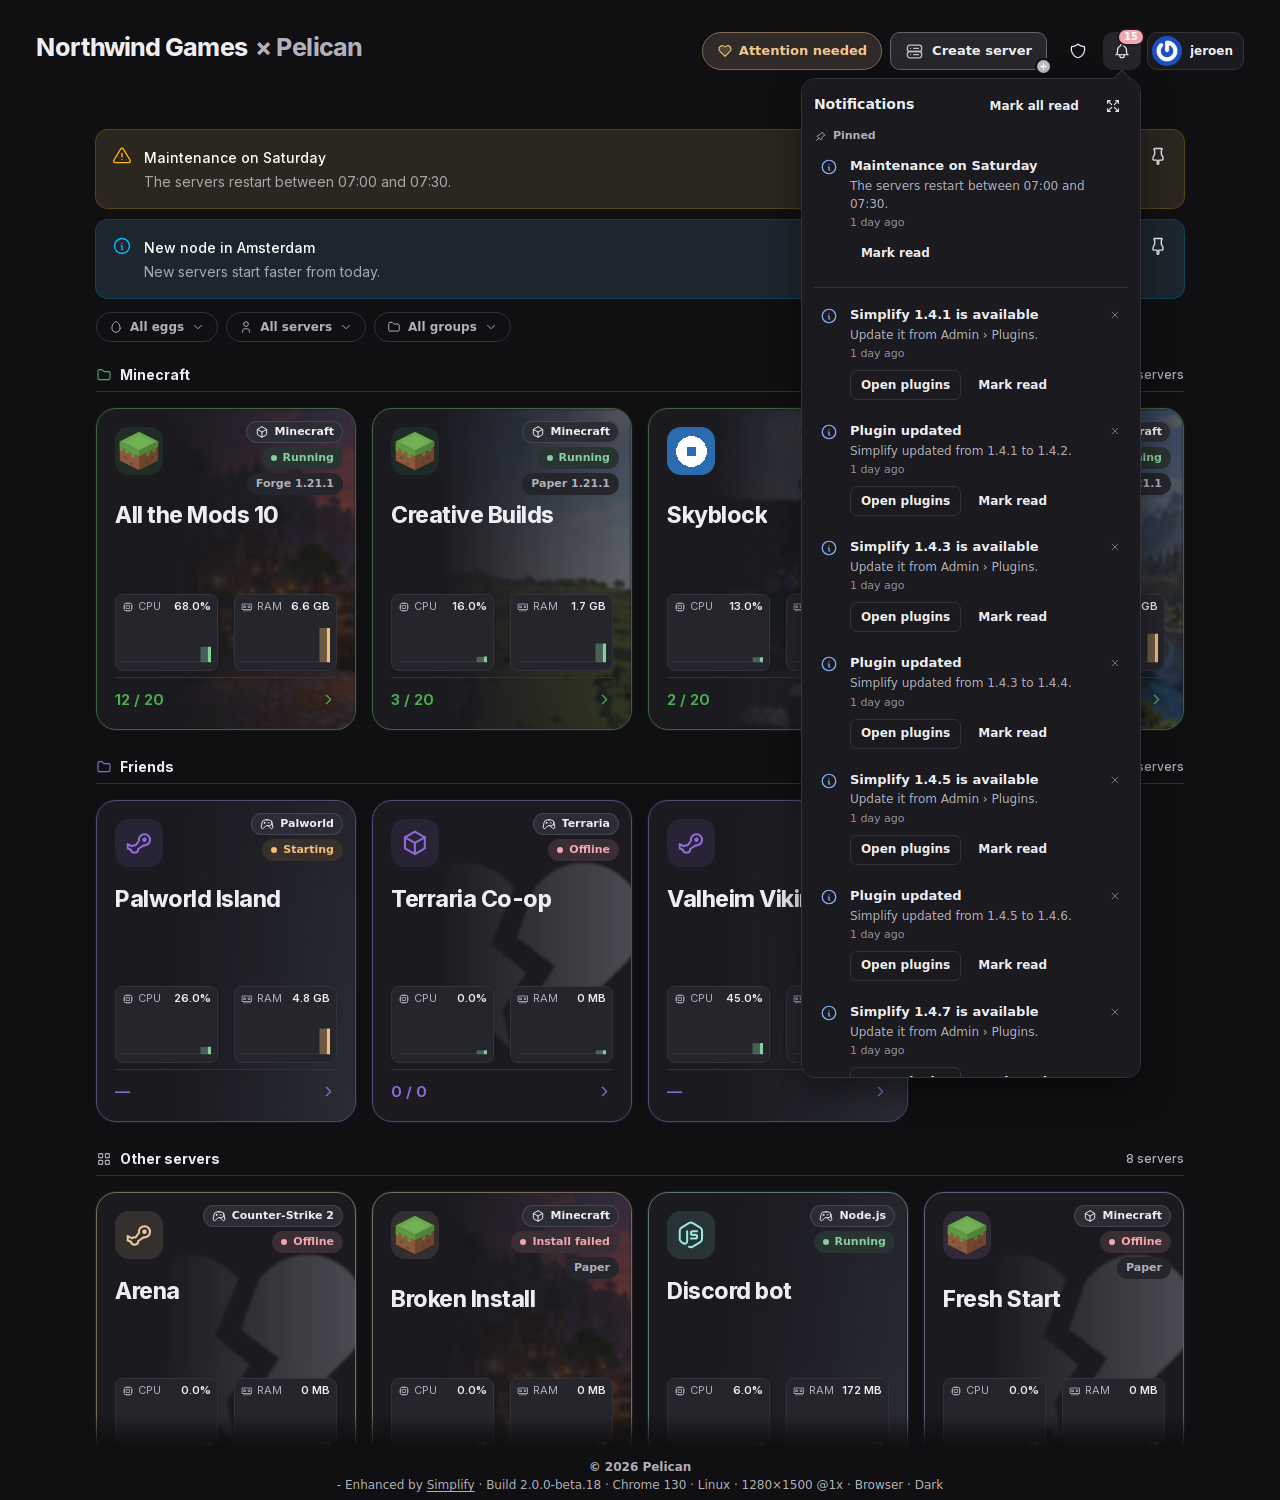 Northwind Games × Pelican
Attention needed
Create server
15
jeroen
Notifications
Mark all read
Pinned
Maintenance on Saturday
The servers restart between 07:00 and
07:30.
1 day ago
Mark read
Simplify 1.4.1 is available
Update it from Admin › Plugins.
1 day ago
Open plugins Mark read
Plugin updated
Simplify updated from 1.4.1 to 1.4.2.
1 day ago
Open plugins Mark read
Simplify 1.4.3 is available
Update it from Admin › Plugins.
1 day ago
Open plugins Mark read
Plugin updated
Simplify updated from 1.4.3 to 1.4.4.
1 day ago
Open plugins Mark read
Simplify 1.4.5 is available
Update it from Admin › Plugins.
1 day ago
Open plugins Mark read
Plugin updated
Simplify updated from 1.4.5 to 1.4.6.
1 day ago
Open plugins Mark read
Simplify 1.4.7 is available
Update it from Admin › Plugins.
1 day ago
Maintenance on Saturday
The servers restart between 07:00 and 07:30.
New node in Amsterdam
New servers start faster from today.
All eggs
All servers
All groups
Minecraft
servers
Minecraft
Running
Forge 1.21.1
All the Mods 10
CPU 68.0%
RAM 6.6 GB
12 / 20
Minecraft
Running
Paper 1.21.1
Creative Builds
CPU 16.0%
RAM 1.7 GB
3 / 20
Skyblock
CPU 13.0%
2 / 20
GB
Friends
servers
Palworld
Starting
Palworld Island
CPU 26.0%
RAM 4.8 GB
—
Terraria
Offline
Terraria Co-op
CPU 0.0%
RAM 0 MB
0 / 0
Valheim
CPU 45.0%
—
Other servers
8 servers
Counter-Strike 2
Offline
Arena
CPU 0.0%
RAM 0 MB
Minecraft
Install failed
Paper
Broken Install
CPU 0.0%
RAM 0 MB
Node.js
Running
Discord bot
CPU 6.0%
RAM 172 MB
Minecraft
Offline
Paper
Fresh Start
CPU 0.0%
RAM 0 MB
© 2026 Pelican
- Enhanced by Simplify · Build 2.0.0-beta.18 · Chrome 130 · Linux · 1280×1500 @1x · Browser · Dark